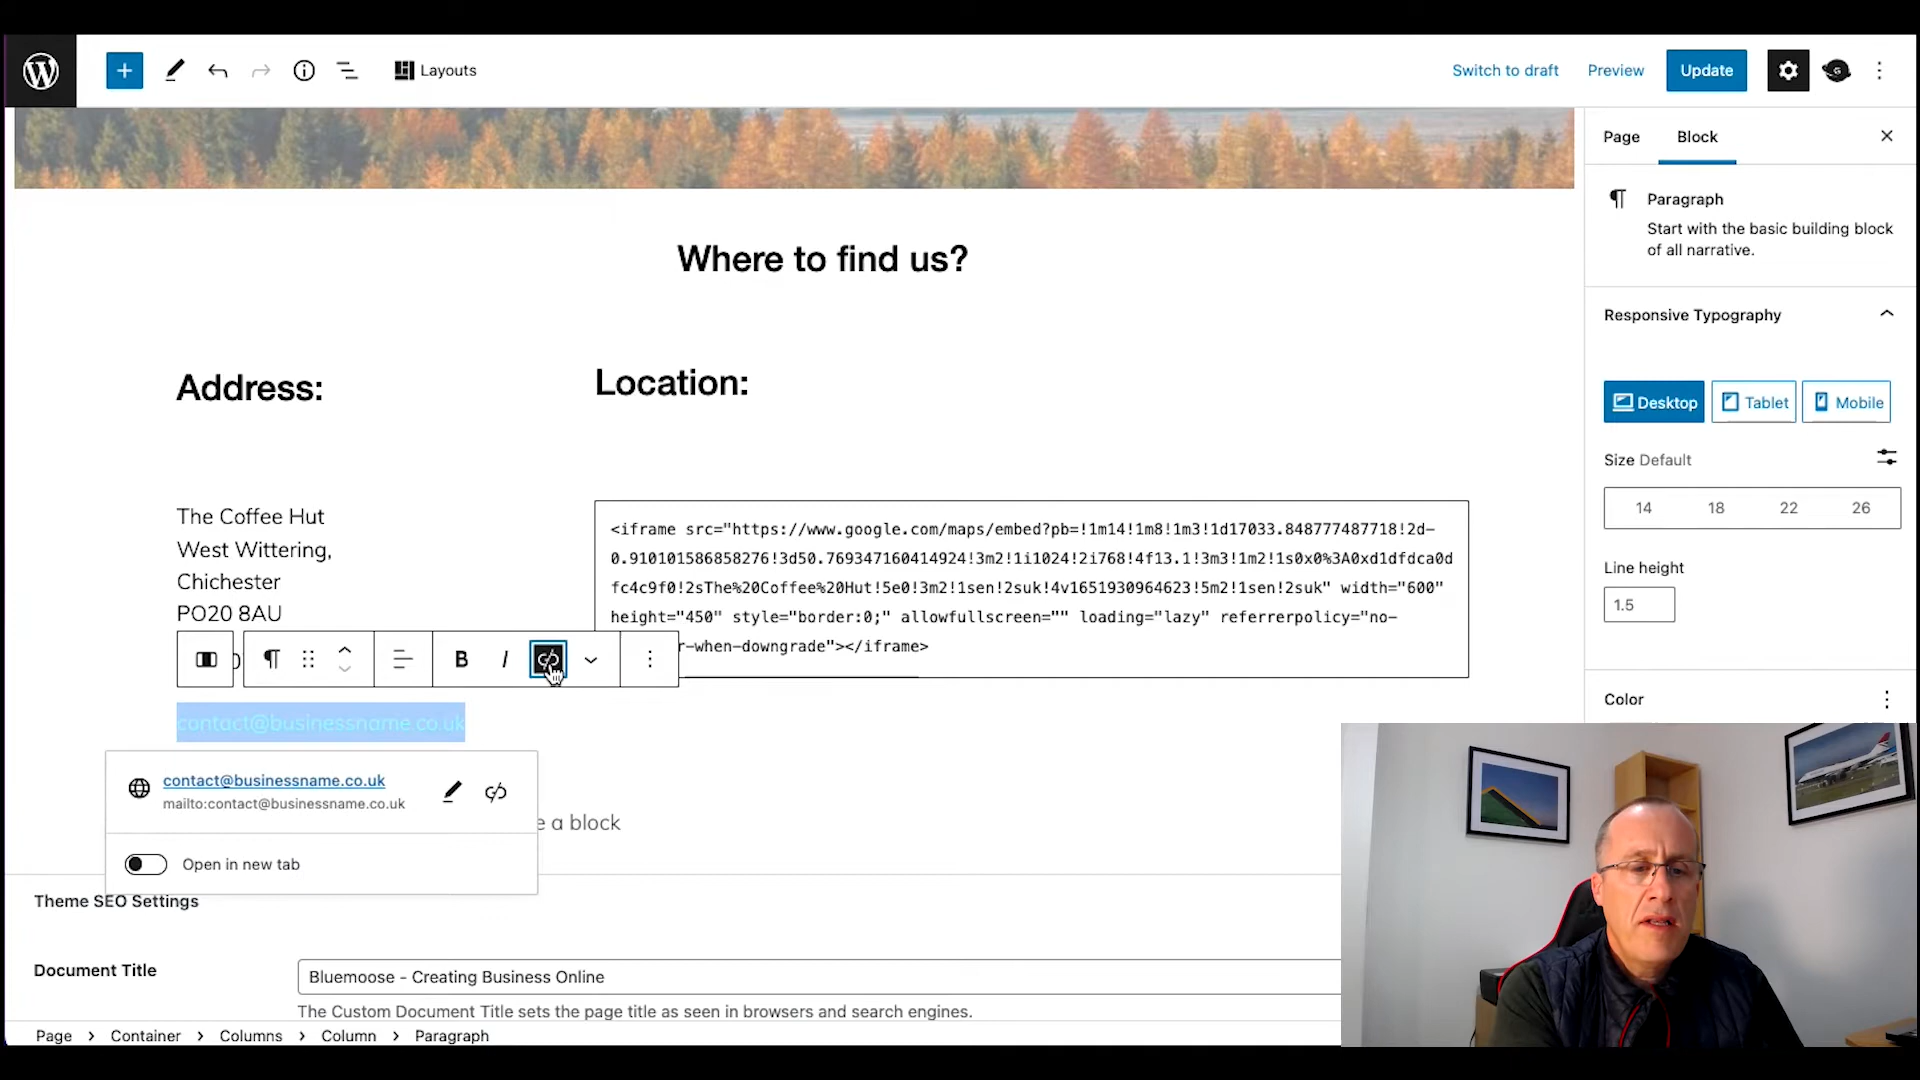 Layouts
Switch to draft
Preview
Update
Page
Block
Paragraph
Start with the basic building block
of all narrative.
Where to find us?
Responsive Typography
Address:
Location:
Desktop
Tablet
Mobile
Size Default
14 18 22 26
The Coffee Hut
West Wittering,
Chichester
PO20 8AU
<iframe src="https://www.google.com/maps/embed?pb=!1m14!1m8!1m3!1d17033.848777487718!2d-
0.910101586858276!3d50.769347160414924!3m2!1i1024!2i768!4f13.1!3m3!1m2!1s0x0%3A0xd1dfdca0d
fc4c9f0!2sThe%20Coffee%20Hut!5e0!3m2!1sen!2suk!4v1651930964623!5m2!1sen!2suk" width="600"
height="450" style="border:0;" allowfullscreen="" loading="lazy" referrerpolicy="no-
r-when-downgrade"></iframe>
Line height
1.5
B I
Color
contact@businessname.co.uk
contact@businessname.co.uk
mailto:contact@businessname.co.uk
e a block
Open in new tab
Theme SEO Settings
Document Title
Bluemoose - Creating Business Online
The Custom Document Title sets the page title as seen in browsers and search engines.
Page > Container > Columns > Column > Paragraph